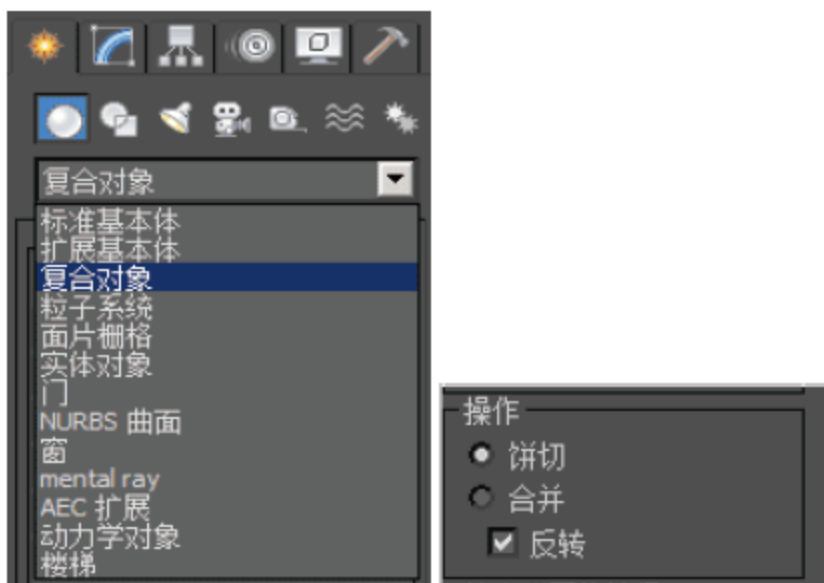 复合对象
标准基本体
扩展基本体
复合对象
粒子系统
面片栅格
实体对象
门
NURBS 曲面
窗
mental ray
AEC 扩展
动力学对象
楼梯
操作
饼切
合并
反转